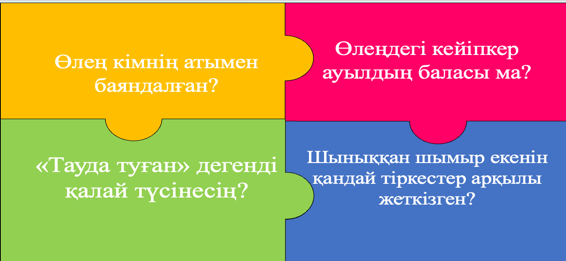 Өлең кімнің атымен
баяндалған?
Өлеңдегі кейіпкер
ауылдың баласы ма?
«Тауда туған» дегенді
қалай түсінесің?
Шыныққан шымыр екенін
қандай тіркестер арқылы
жеткізген?